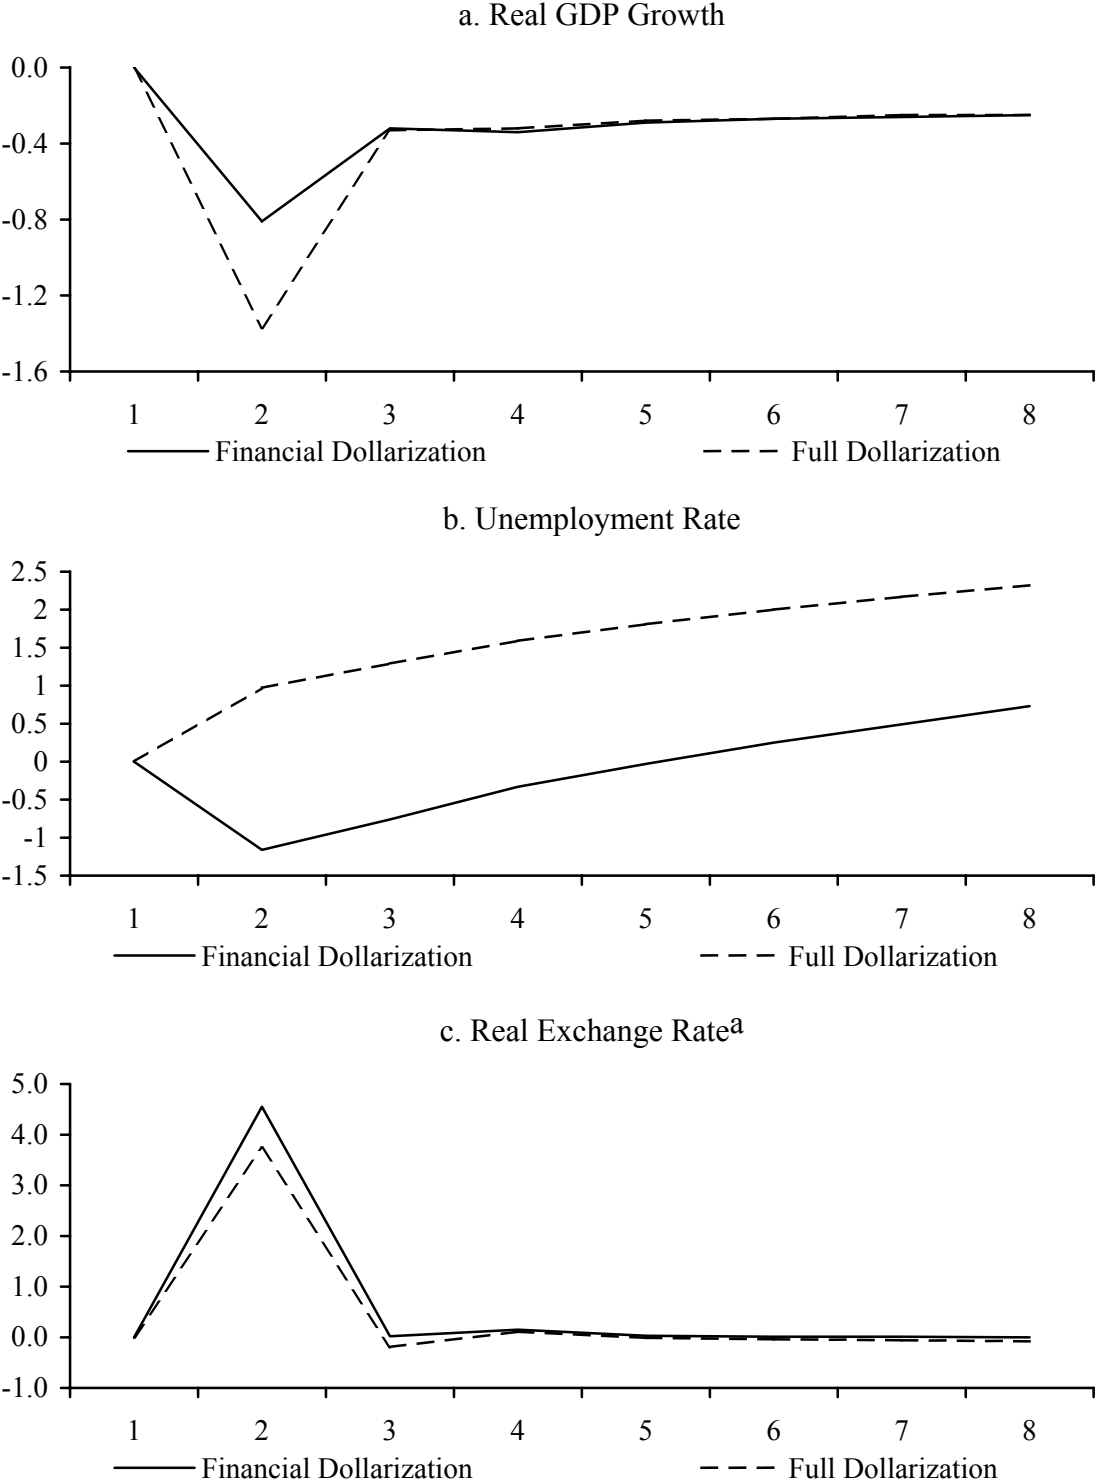 a. Real GDP Growth
0.0
-0.4
-0.8
-1.2
-1.6
1 2 3 4 5 6 7 8
Financial Dollarization Full Dollarization
b. Unemployment Rate
2.5
2
1.5
1
0.5
0
-0.5
-1
-1.5
1 2 3 4 5 6 7 8
Financial Dollarization Full Dollarization
c. Real Exchange Rateᵃ
5.0
4.0
3.0
2.0
1.0
0.0
-1.0
1 2 3 4 5 6 7 8
Financial Dollarization Full Dollarization